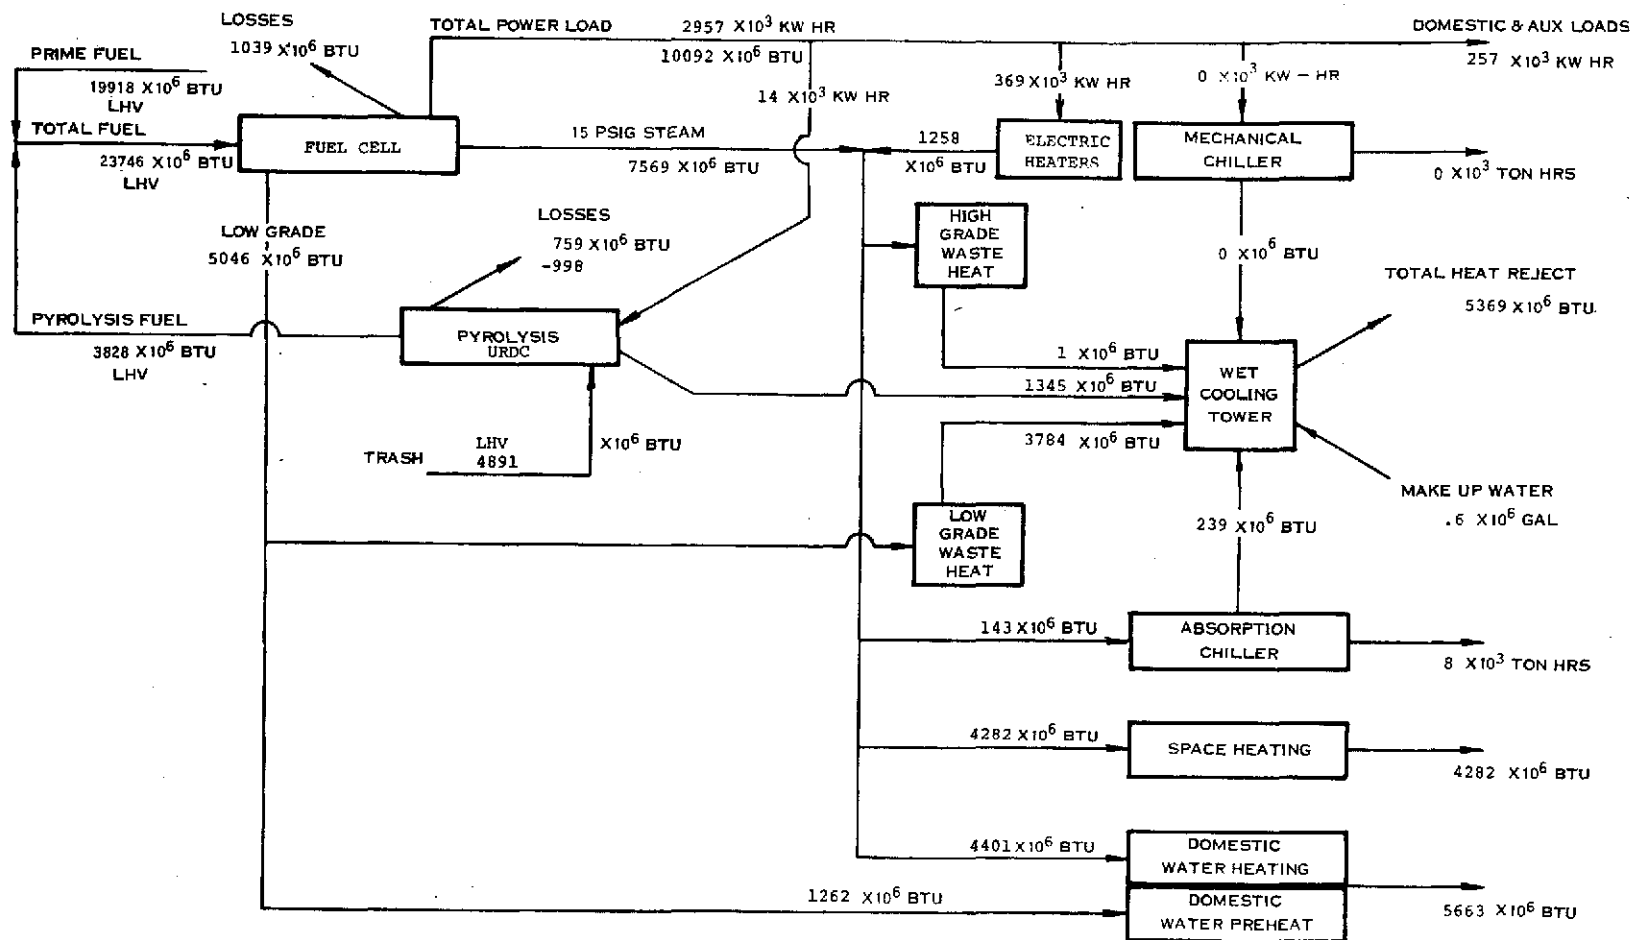 LOSSES
1039 X10⁶ BTU
TOTAL POWER LOAD
2957 X10³ KW HR
10092 X10⁶ BTU
DOMESTIC & AUX LOADS
257 X10³ KW HR
PRIME FUEL
19918 X10⁶ BTU
LHV
TOTAL FUEL
23746 X10⁶ BTU
LHV
FUEL CELL
15 PSIG STEAM
7569 X10⁶ BTU
14 X10³ KW HR
369 X10³ KW HR
0 X10³ KW - HR
1258
X10⁶ BTU
ELECTRIC
HEATERS
MECHANICAL
CHILLER
0 X10³ TON HRS
LOW GRADE
5046 X10⁶ BTU
LOSSES
759 X10⁶ BTU
-998
HIGH
GRADE
WASTE
HEAT
0 X10⁶ BTU
TOTAL HEAT REJECT
5369 X10⁶ BTU
PYROLYSIS FUEL
3828 X10⁶ BTU
LHV
PYROLYSIS
URDC
1 X10⁶ BTU
1345 X10⁶ BTU
3784 X10⁶ BTU
WET
COOLING
TOWER
TRASH
LHV
4891
X10⁶ BTU
MAKE UP WATER
.6 X10⁶ GAL
LOW
GRADE
WASTE
HEAT
239 X10⁶ BTU
143 X10⁶ BTU
ABSORPTION
CHILLER
8 X10³ TON HRS
4282 X10⁶ BTU
SPACE HEATING
4282 X10⁶ BTU
4401 X10⁶ BTU
DOMESTIC
WATER HEATING
1262 X10⁶ BTU
DOMESTIC
WATER PREHEAT
5663 X10⁶ BTU